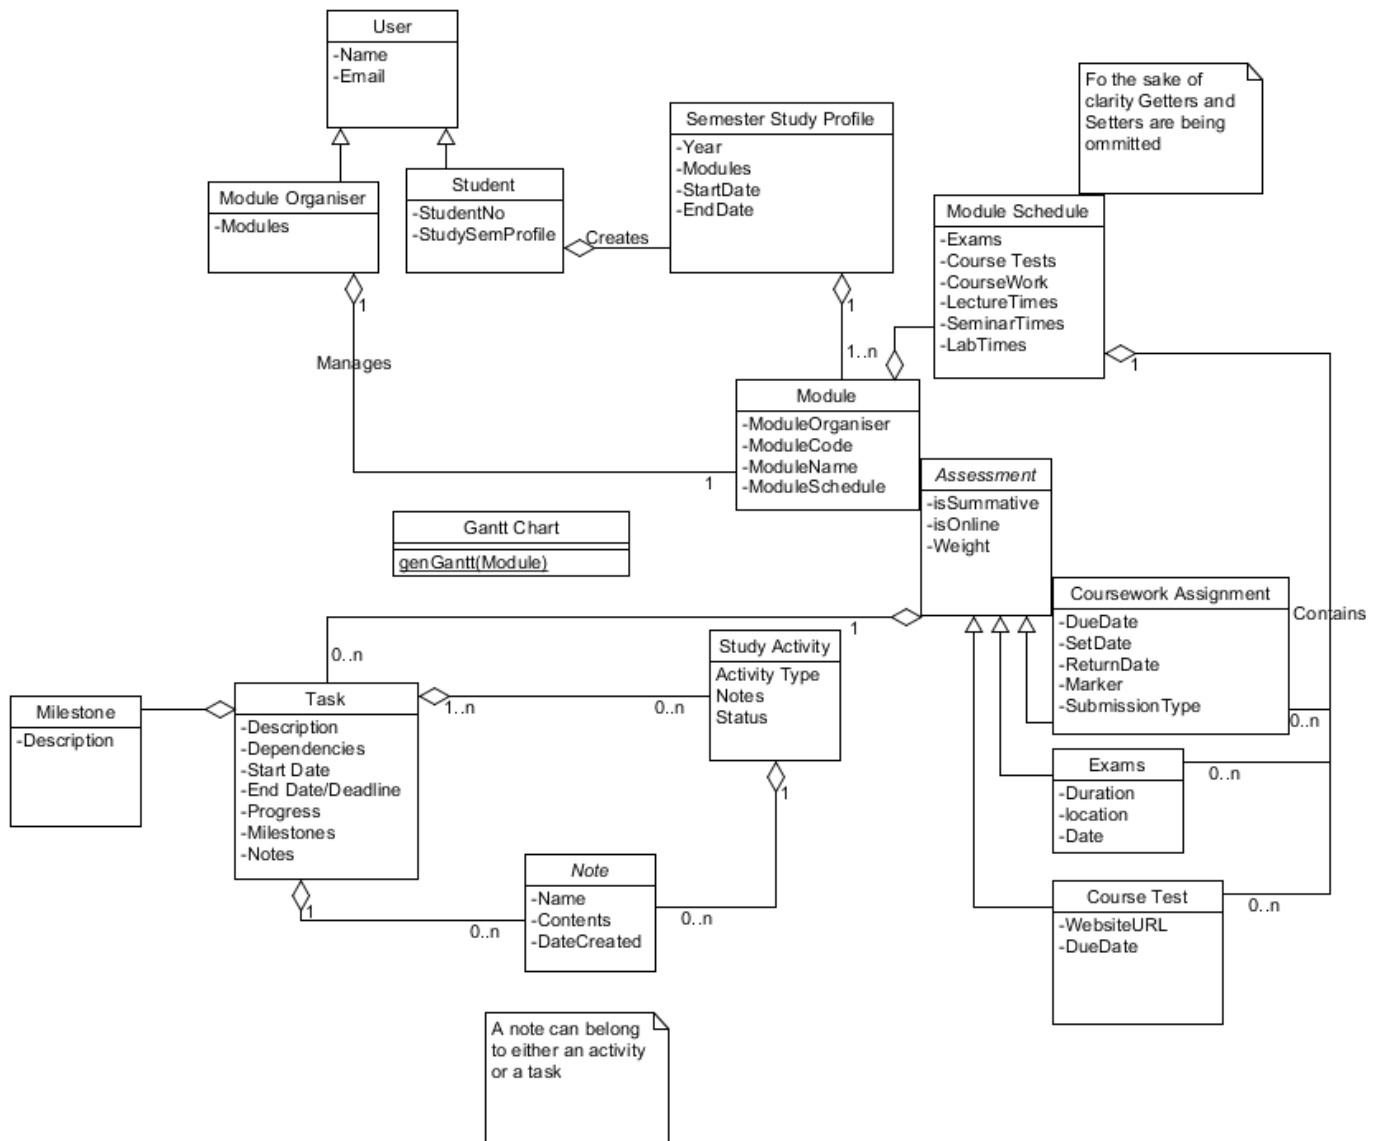 User
-Name
-Email
Semester Study Profile
-Year
-Modules
-StartDate
-EndDate
Fo the sake of
clarity Getters and
Setters are being
ommitted
Module Organiser
-Modules
Student
-StudentNo
-StudySemProfile
Creates
Module Schedule
-Exams
-Course Tests
-CourseWork
-LectureTimes
-SeminarTimes
-LabTimes
1
1
1..n
1
Manages
Module
-ModuleOrganiser
-ModuleCode
-ModuleName
-ModuleSchedule
1
Assessment
-isSummative
-isOnline
-Weight
Gantt Chart
genGantt(Module)
Coursework Assignment
-DueDate
-SetDate
-ReturnDate
-Marker
-SubmissionType
Contains
0..n
1
0..n
Study Activity
Activity Type
Notes
Status
Milestone
-Description
Task
-Description
-Dependencies
-Start Date
-End Date/Deadline
-Progress
-Milestones
-Notes
1..n
0..n
Exams
-Duration
-location
-Date
0..n
1
Note
-Name
-Contents
-DateCreated
1
0..n
0..n
Course Test
-WebsiteURL
-DueDate
0..n
A note can belong
to either an activity
or a task